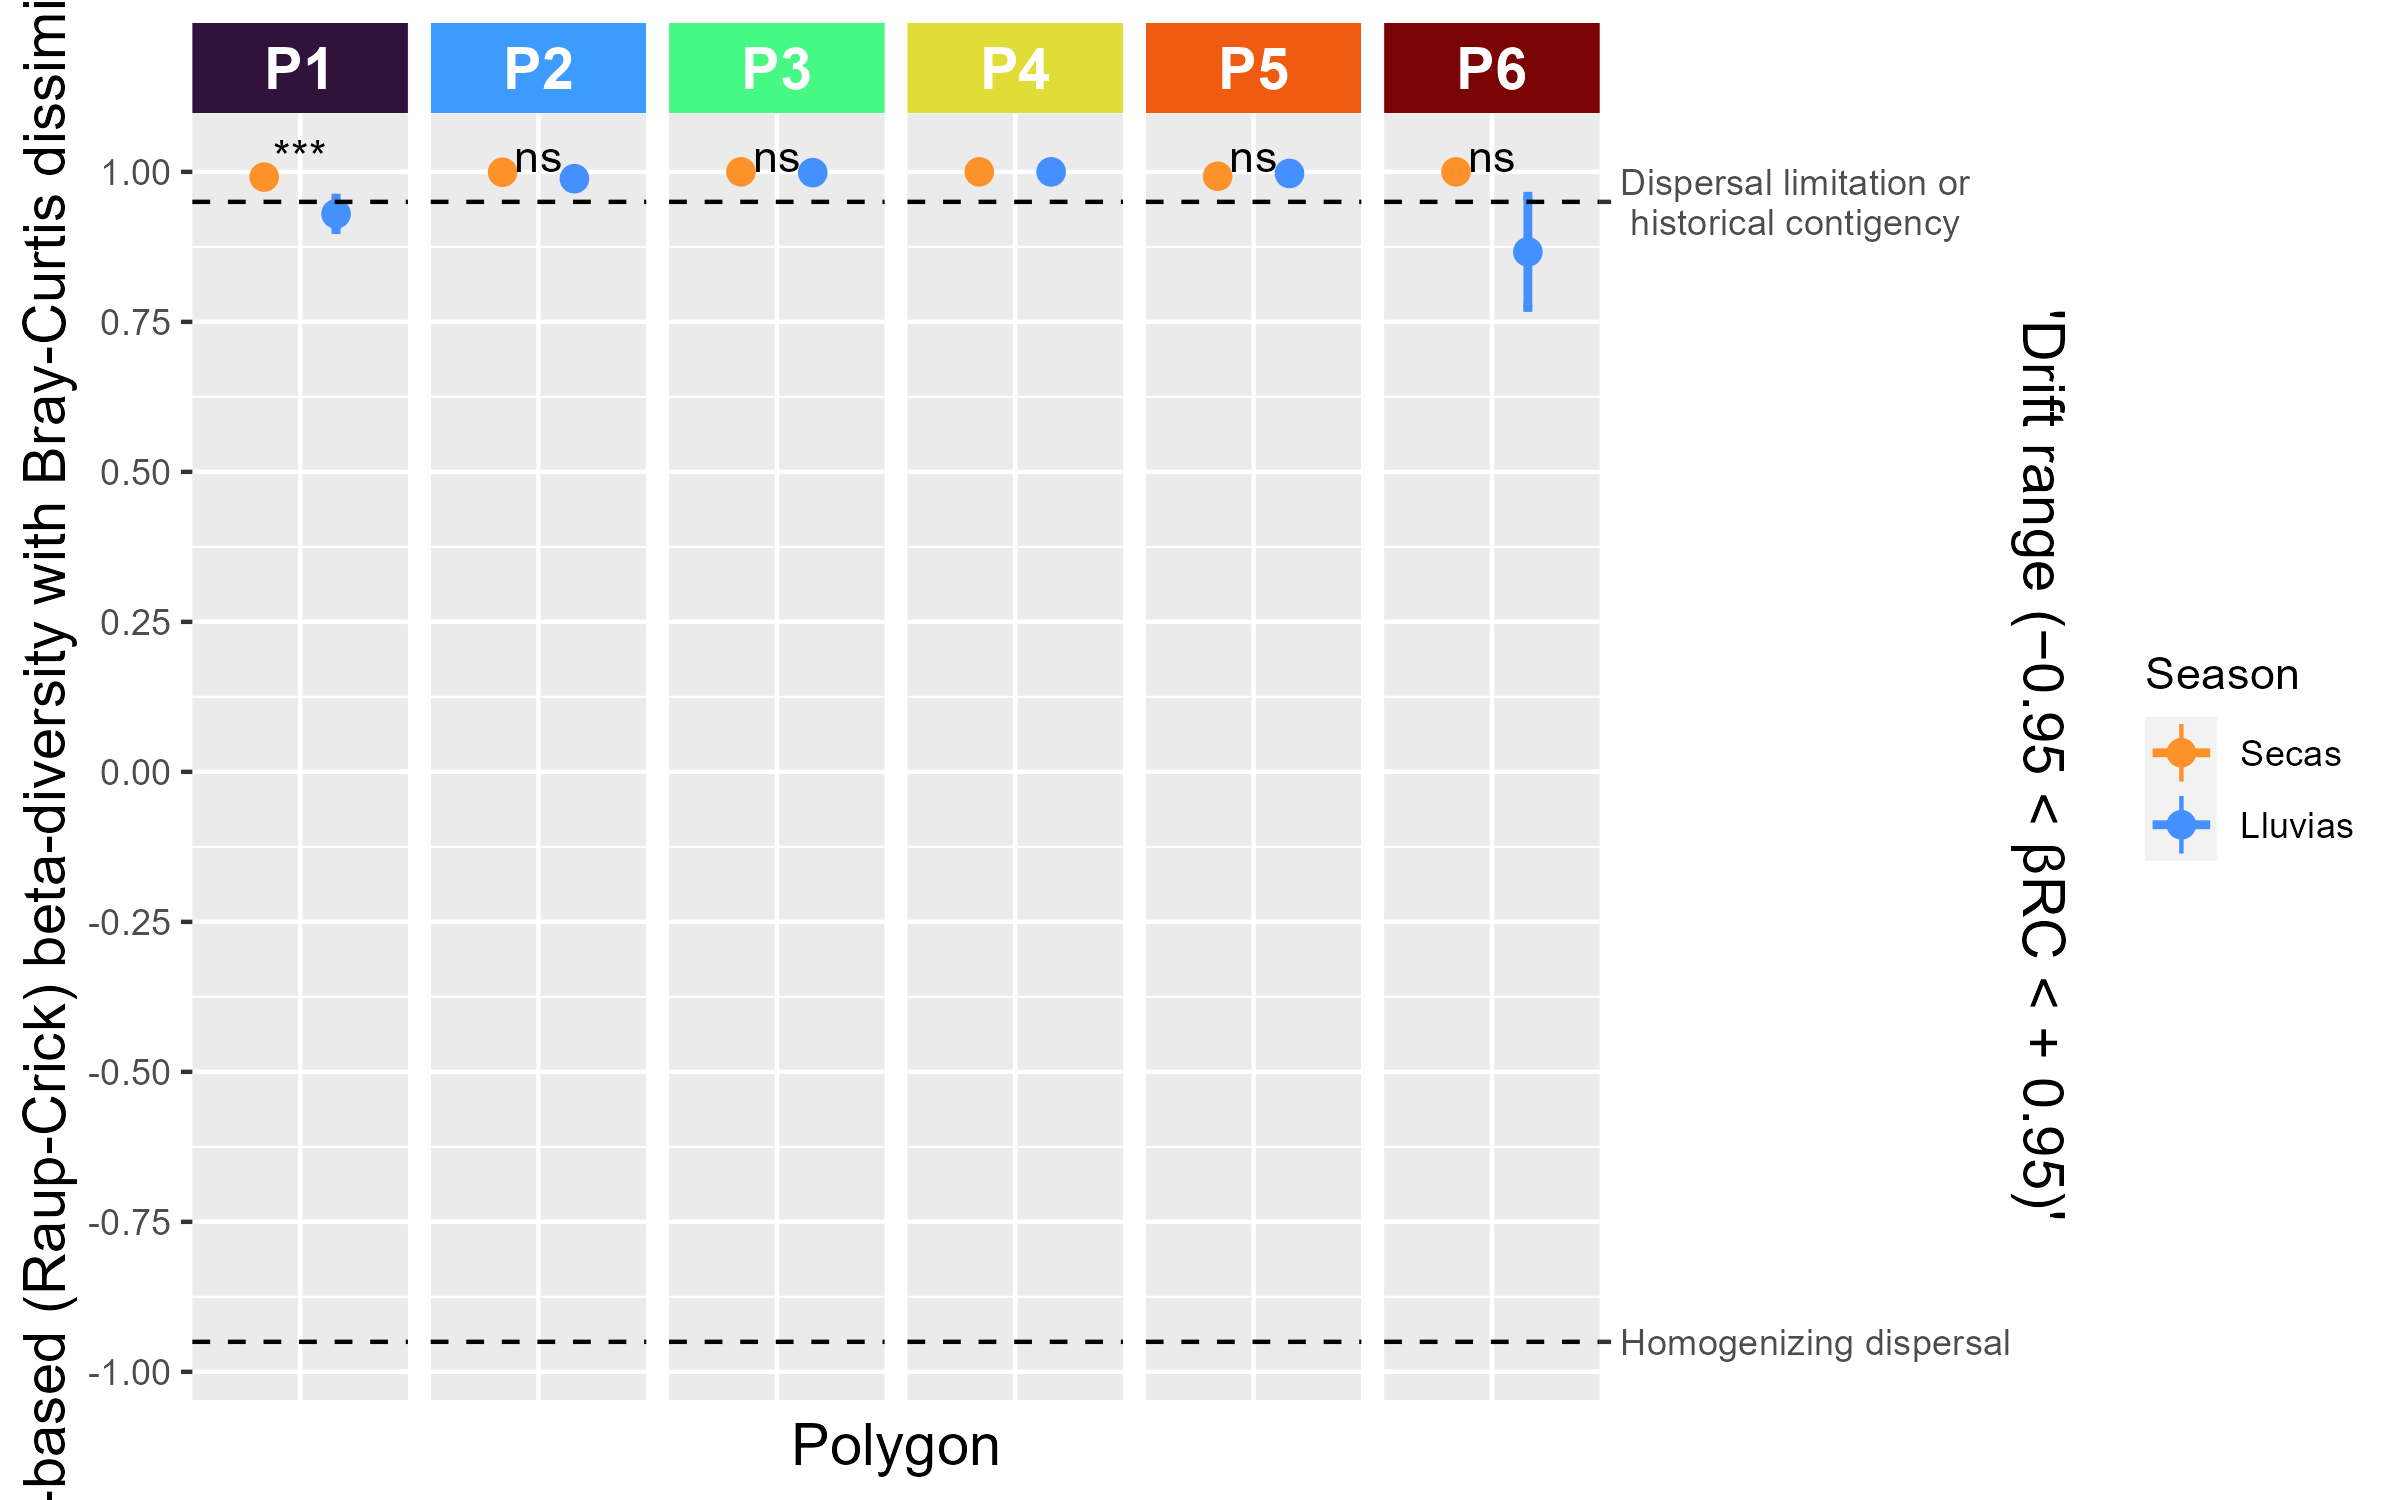 P1 P2 P3 P4 P5 P6
-based (Raup-Crick) beta-diversity with Bray-Curtis
*** ns ns ns ns
1.00
0.75
0.50
0.25
0.00
-0.25
-0.50
-0.75
-1.00
Dispersal limitation or
historical contigency
Homogenizing dispersal
'Drift range (−0.95 < βRC < + 0.95)'
Polygon
Season
Secas
Lluvias